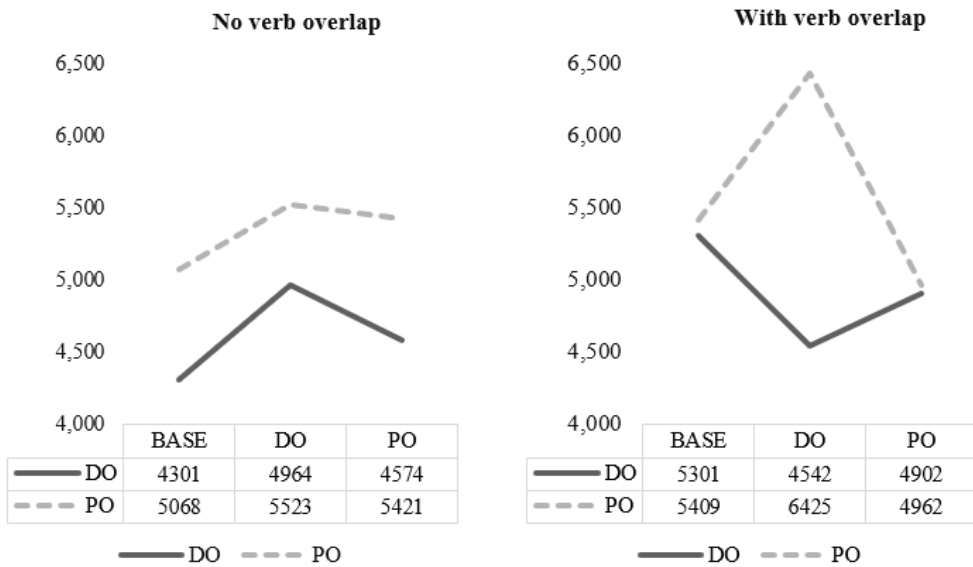 No verb overlap
6,500
6,000
5,500
5,000
4,500
4,000
BASE DO PO
DO 4301 4964 4574
PO 5068 5523 5421
DO PO
With verb overlap
6,500
6,000
5,500
5,000
4,500
4,000
BASE DO PO
DO 5301 4542 4902
PO 5409 6425 4962
DO PO